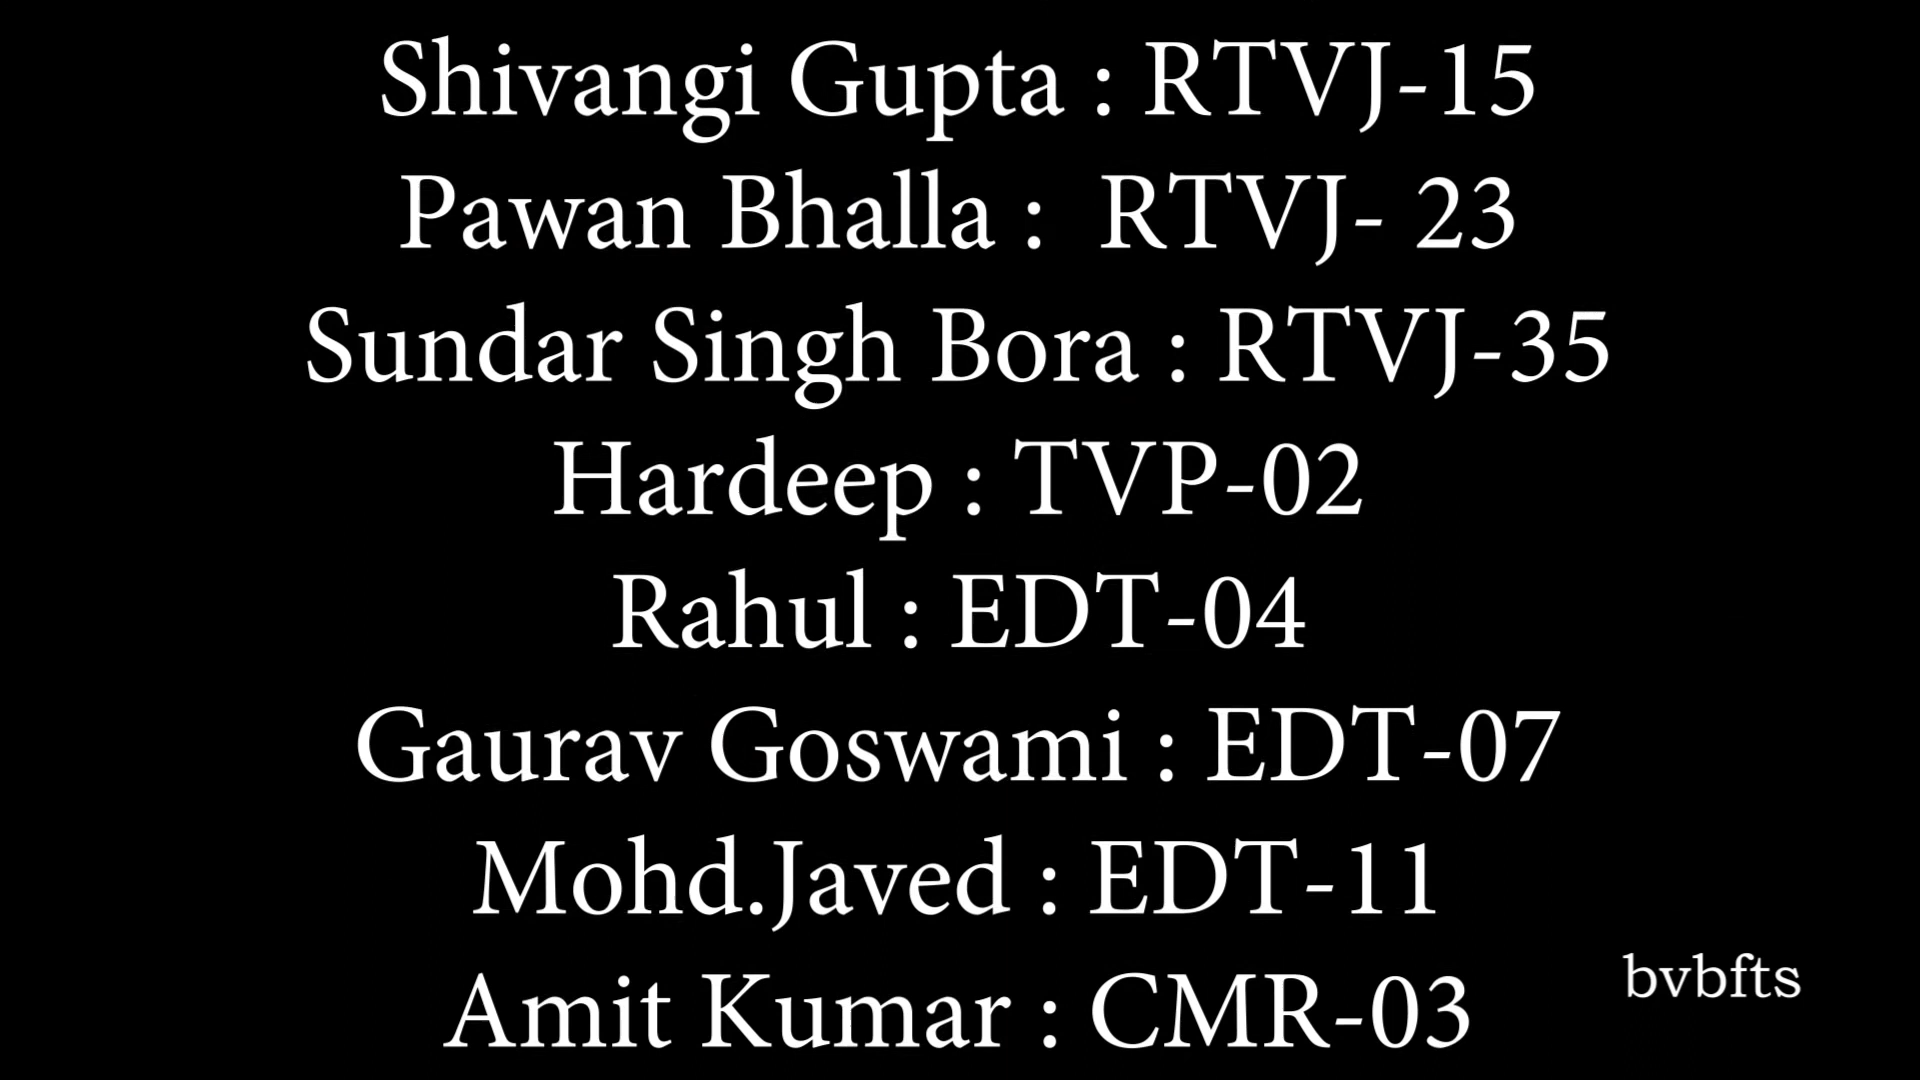 Shivangi Gupta : RTVJ-15
Pawan Bhalla :  RTVJ- 23
Sundar Singh Bora : RTVJ-35
Hardeep : TVP-02
Rahul : EDT-04
Gaurav Goswami : EDT-07
Mohd.Javed : EDT-11
Amit Kumar : CMR-03
bvbfts